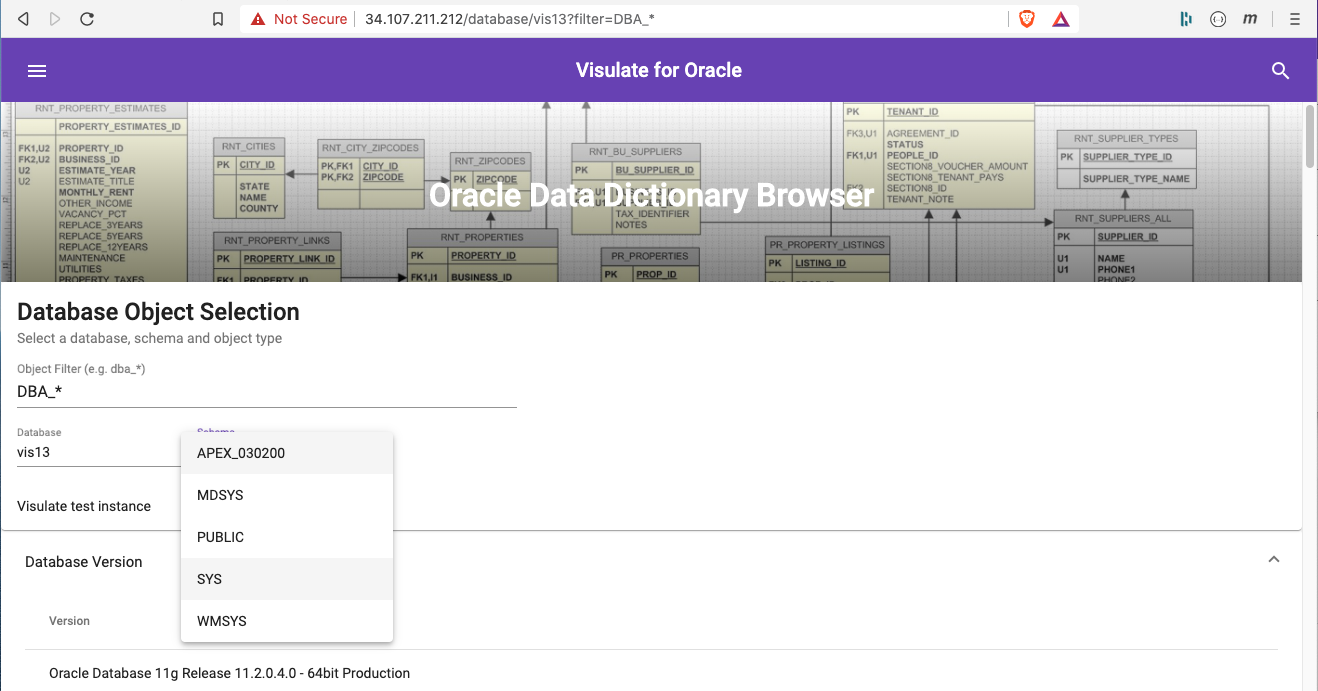 Not Secure
34.107.211.212/database/vis13?filter=DBA_*
m
Visulate for Oracle
RNT_PROPERTY_ESTIMATES
PROPERTY_ESTIMATES_ID
FK1,U2 PROPERTY_ID
FK2,U2 BUSINESS_ID
U2 ESTIMATE_YEAR
U2 ESTIMATE_TITLE
MONTHLY_RENT
OTHER_INCOME
VACANCY_PCT
REPLACE_3YEARS
REPLACE_5YEARS
REPLACE_12YEARS
MAINTENANCE
UTILITIES
PROPERTY_TAXES
RNT_CITIES
PK CITY_ID
STATE
NAME
COUNTY
RNT_CITY_ZIPCODES
PK,FK1 CITY_ID
PK,FK2 ZIPCODE
RNT_ZIPCODES
PK ZIPCODE
RNT_BU_SUPPLIERS
PK BU_SUPPLIER_ID
TAX_IDENTIFIER
NOTES
PK TENANT_ID
FK3,U1 AGREEMENT_ID
STATUS
FK1,U1 PEOPLE_ID
SECTION8_VOUCHER_AMOUNT
SECTION8_TENANT_PAYS
FK2 SECTION8_ID
TENANT_NOTE
RNT_SUPPLIER_TYPES
PK SUPPLIER_TYPE_ID
SUPPLIER_TYPE_NAME
Oracle Data Dictionary Browser
RNT_PROPERTY_LINKS
PK PROPERTY_LINK_ID
FK1 PROPERTY_ID
RNT_PROPERTIES
PK PROPERTY_ID
FK1,I1 BUSINESS_ID
PR_PROPERTIES
PK PROP_ID
PR_PROPERTY_LISTINGS
PK LISTING_ID
RNT_SUPPLIERS_ALL
PK SUPPLIER_ID
U1 NAME
U1 PHONE1
PHONE2
Database Object Selection
Select a database, schema and object type
Object Filter (e.g. dba_*)
DBA_*
Database
Schema
vis13
APEX_030200
MDSYS
PUBLIC
SYS
WMSYS
Visulate test instance
Database Version
Version
Oracle Database 11g Release 11.2.0.4.0 - 64bit Production